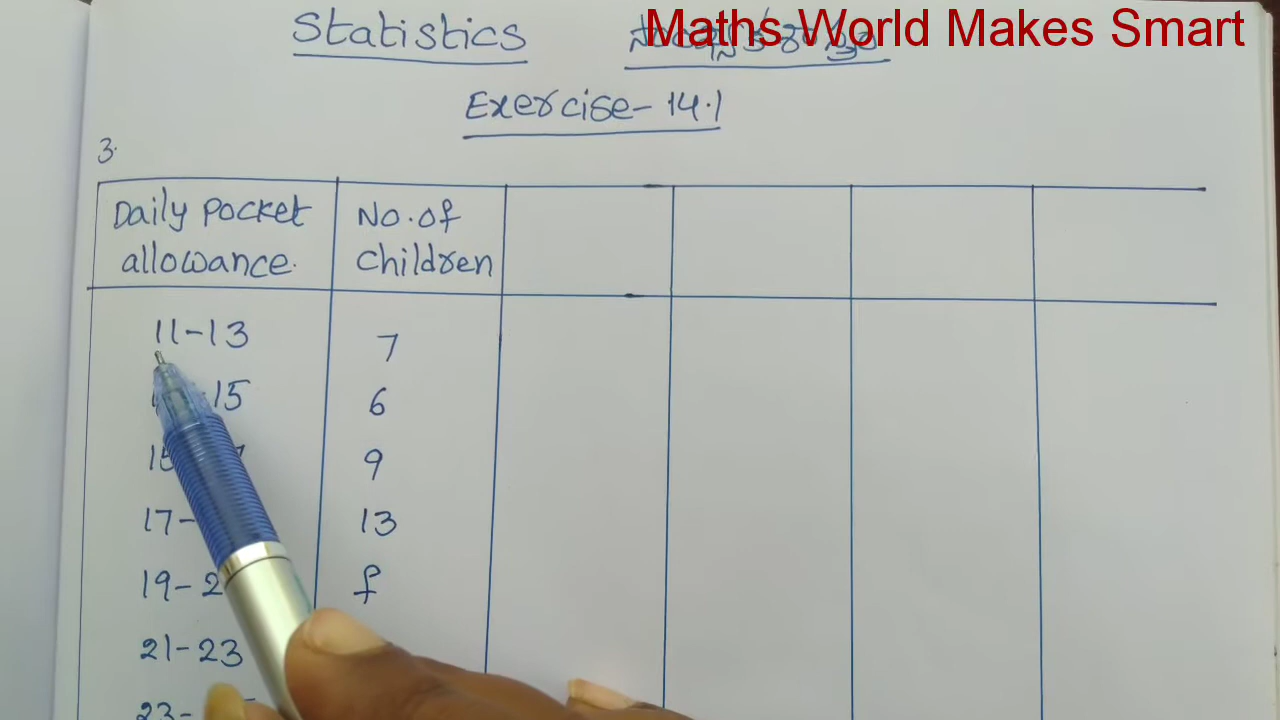 Statistics
Maths World Makes Smart
Exercise - 14.1
3.
Daily pocket allowance.
No. of children
11-13 7
-15 6
9
17- 13
19-2 f
21-23
23-